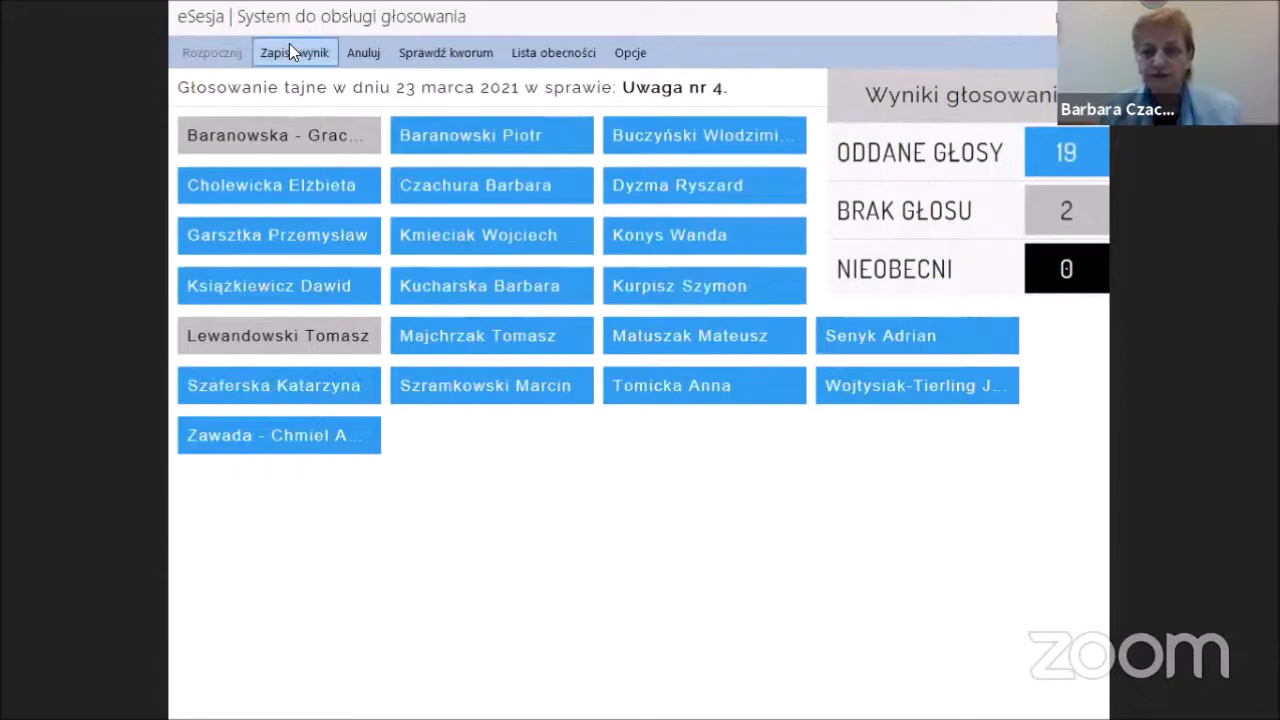 eSesja | System do obsługi głosowania
Rozpocznij Zapisz wynik Anuluj Sprawdź kworum Lista obecności Opcje
Głosowanie tajne w dniu 23 marca 2021 w sprawie: Uwaga nr 4.
Wyniki głosowani
Barbara Czac...
Baranowska - Grac... Baranowski Piotr Buczyński Włodzimi...
ODDANE GŁOSY 19
Cholewicka Elżbieta Czachura Barbara Dyzma Ryszard
BRAK GŁOSU 2
Garsztka Przemysław Kmieciak Wojciech Konys Wanda
NIEOBECNI 0
Książkiewicz Dawid Kucharska Barbara Kurpisz Szymon
Lewandowski Tomasz Majchrzak Tomasz Matuszak Mateusz Senyk Adrian
Szaferska Katarzyna Szramkowski Marcin Tomicka Anna Wojtysiak-Tierling J...
Zawada - Chmiel A...
zoom